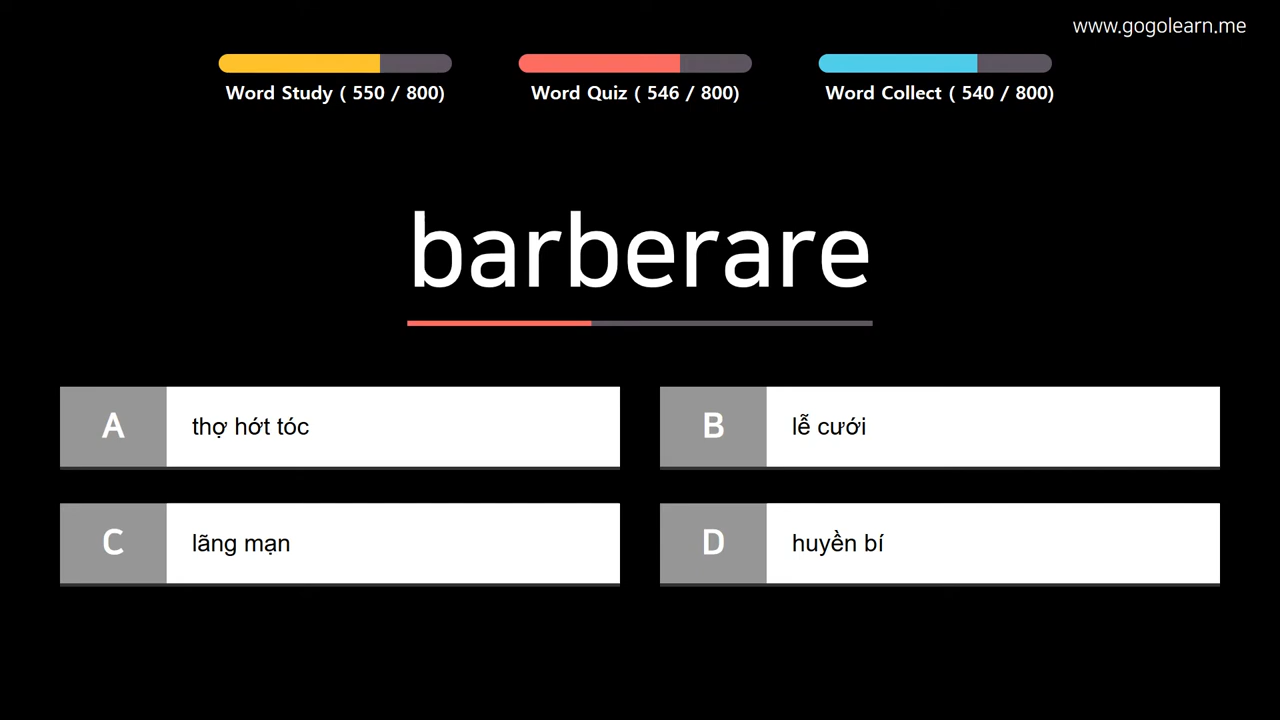 www.gogolearn.me
Word Study ( 550 / 800)
Word Quiz ( 546 / 800)
Word Collect ( 540 / 800)
barberare
A thợ hớt tóc
B lễ cưới
C lãng mạn
D huyền bí